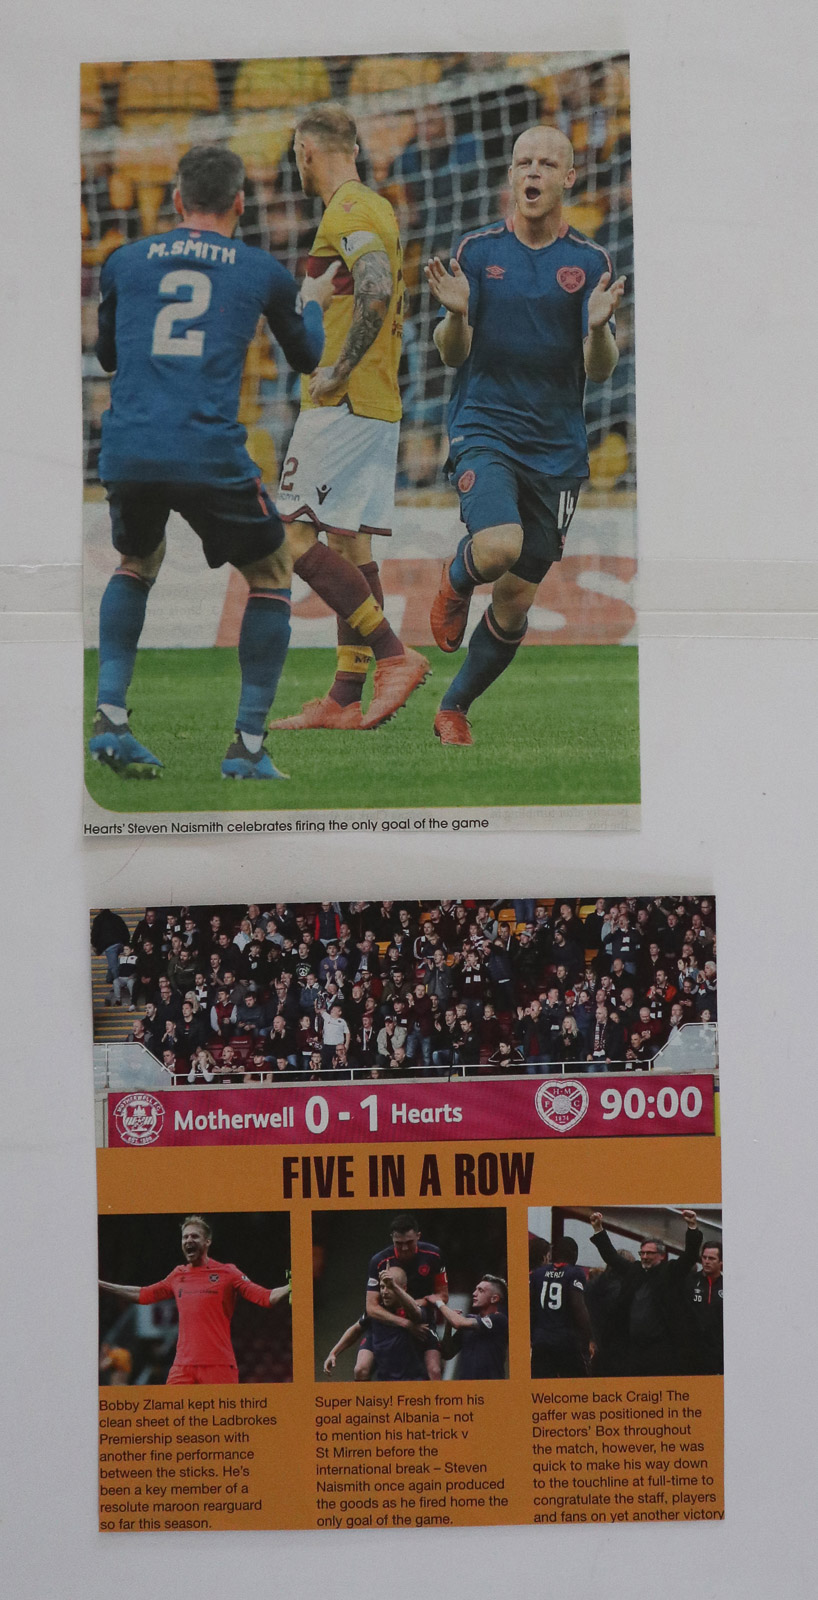 M.SMITH
2
2
14
Hearts' Steven Naismith celebrates firing the only goal of the game
Motherwell 0 - 1 Hearts
H M
F C
1874
90:00
FIVE IN A ROW
19
JD
Bobby Zlamal kept his third
clean sheet of the Ladbrokes
Premiership season with
another fine performance
between the sticks. He's
been a key member of a
resolute maroon rearguard
so far this season.
Super Naisy! Fresh from his
goal against Albania – not
to mention his hat-trick v
St Mirren before the
international break – Steven
Naismith once again produced
the goods as he fired home the
only goal of the game.
Welcome back Craig! The
gaffer was positioned in the
Directors' Box throughout
the match, however, he was
quick to make his way down
to the touchline at full-time to
congratulate the staff, players
and fans on yet another victory